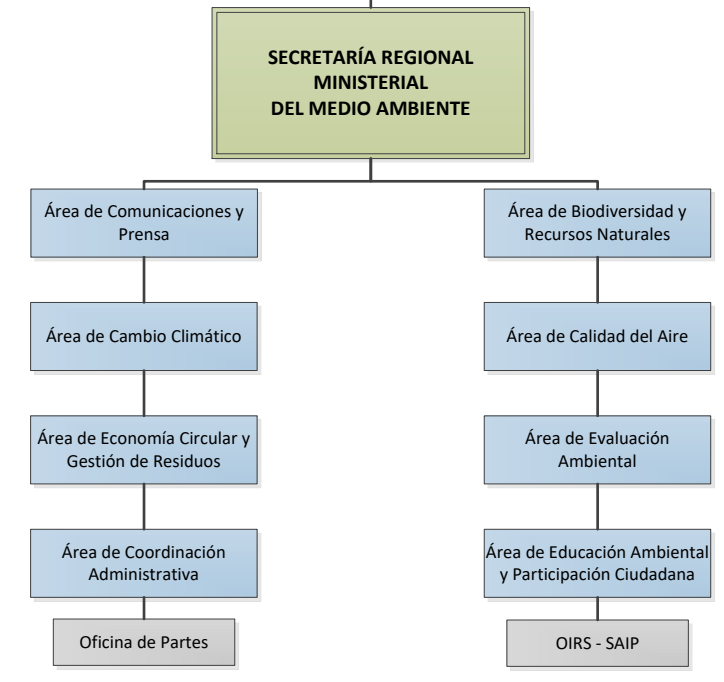 SECRETARÍA REGIONAL
MINISTERIAL
DEL MEDIO AMBIENTE
Área de Comunicaciones y
Prensa
Área de Biodiversidad y
Recursos Naturales
Área de Cambio Climático
Área de Calidad del Aire
Área de Economía Circular y
Gestión de Residuos
Área de Evaluación
Ambiental
Área de Coordinación
Administrativa
Área de Educación Ambiental
y Participación Ciudadana
Oficina de Partes
OIRS - SAIP